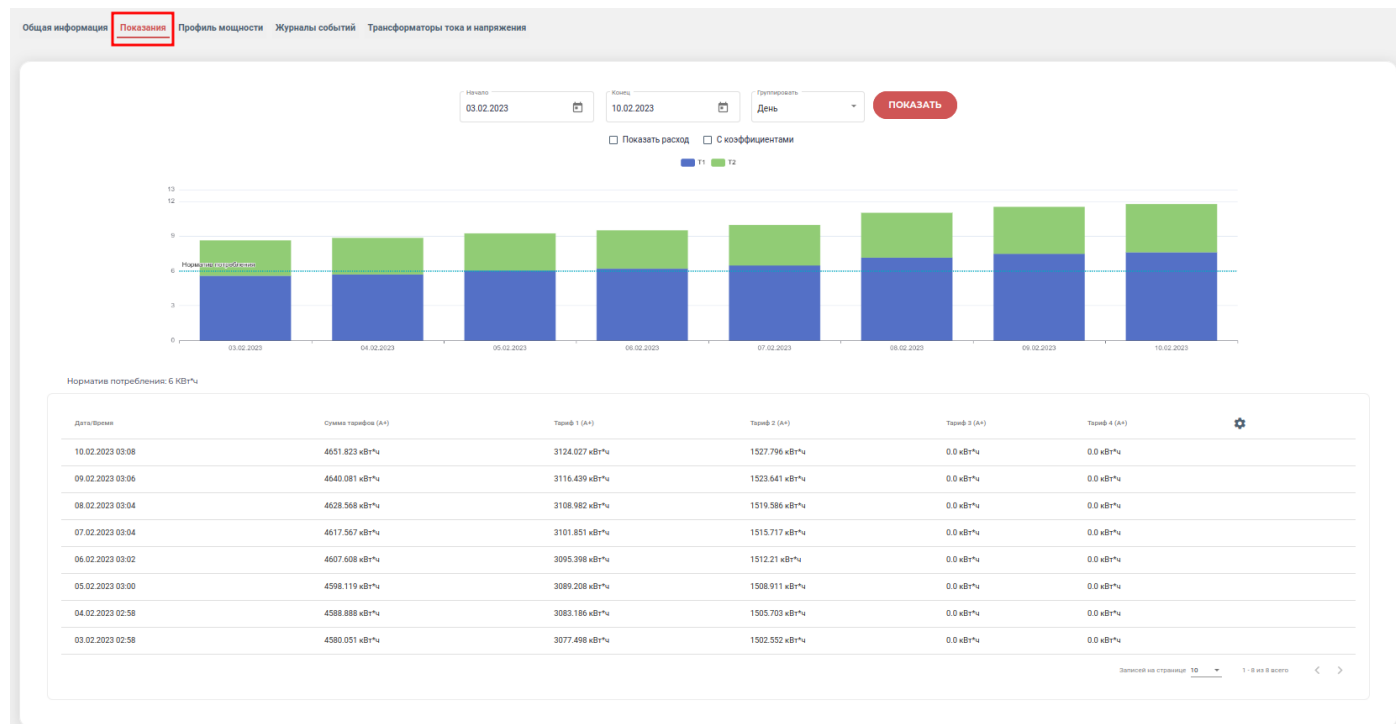 Общая информация Показания Профиль мощности Журналы событий Трансформаторы тока и напряжения
Начало Конец Группировать
03.02.2023 10.02.2023 День ПОКАЗАТЬ
Показать расход С коэффициентами
T1 T2
13
12
9
Норматив потребления
6
3
0
03.02.2023 04.02.2023 05.02.2023 06.02.2023 07.02.2023 08.02.2023 09.02.2023 10.02.2023
Норматив потребления: 6 КВт*ч
Дата/Время Сумма тарифов (А+) Тариф 1 (А+) Тариф 2 (А+) Тариф 3 (А+) Тариф 4 (А+)
10.02.2023 03:08 4651.823 кВт*ч 3124.027 кВт*ч 1527.796 кВт*ч 0.0 кВт*ч 0.0 кВт*ч
09.02.2023 03:06 4640.081 кВт*ч 3116.439 кВт*ч 1523.641 кВт*ч 0.0 кВт*ч 0.0 кВт*ч
08.02.2023 03:04 4628.568 кВт*ч 3108.982 кВт*ч 1519.586 кВт*ч 0.0 кВт*ч 0.0 кВт*ч
07.02.2023 03:04 4617.567 кВт*ч 3101.851 кВт*ч 1515.717 кВт*ч 0.0 кВт*ч 0.0 кВт*ч
06.02.2023 03:02 4607.608 кВт*ч 3095.398 кВт*ч 1512.21 кВт*ч 0.0 кВт*ч 0.0 кВт*ч
05.02.2023 03:00 4598.119 кВт*ч 3089.208 кВт*ч 1508.911 кВт*ч 0.0 кВт*ч 0.0 кВт*ч
04.02.2023 02:58 4588.888 кВт*ч 3083.186 кВт*ч 1505.703 кВт*ч 0.0 кВт*ч 0.0 кВт*ч
03.02.2023 02:58 4580.051 кВт*ч 3077.498 кВт*ч 1502.552 кВт*ч 0.0 кВт*ч 0.0 кВт*ч
Записей на странице 10 1 - 8 из 8 всего